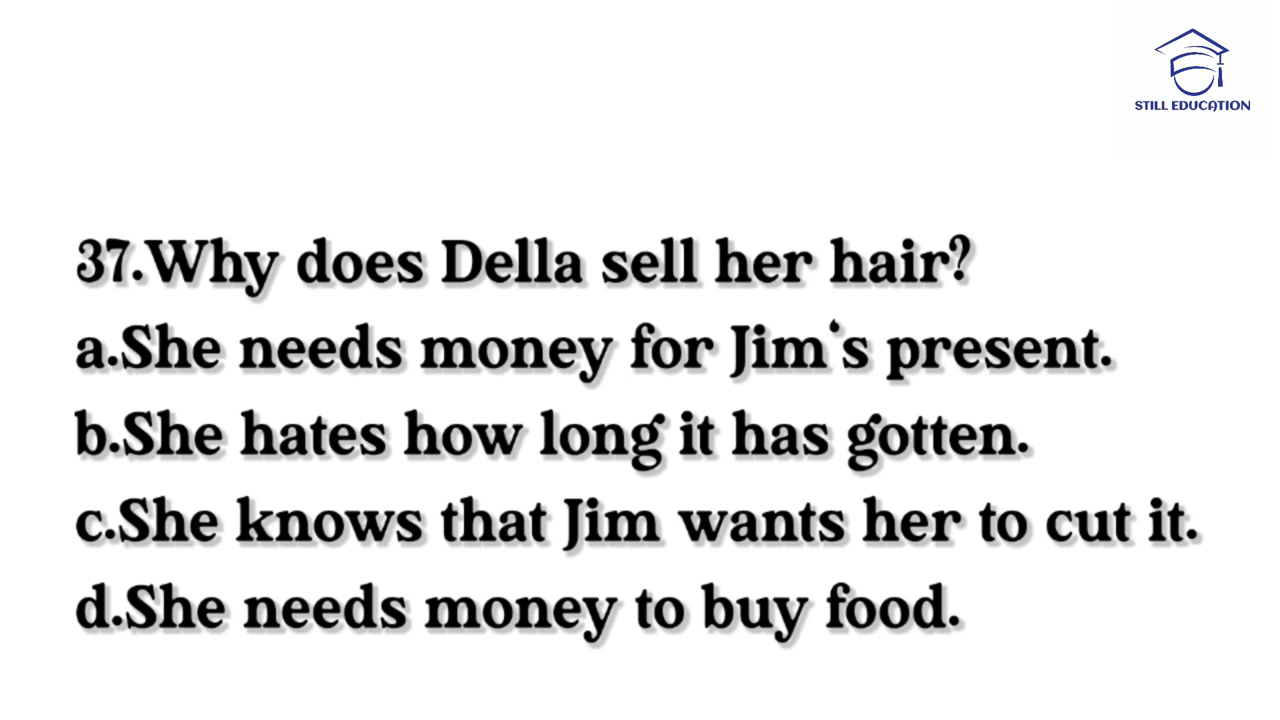 STILL EDUCATION
37.Why does Della sell her hair?
a.She needs money for Jim‘s present.
b.She hates how long it has gotten.
c.She knows that Jim wants her to cut it.
d.She needs money to buy food.